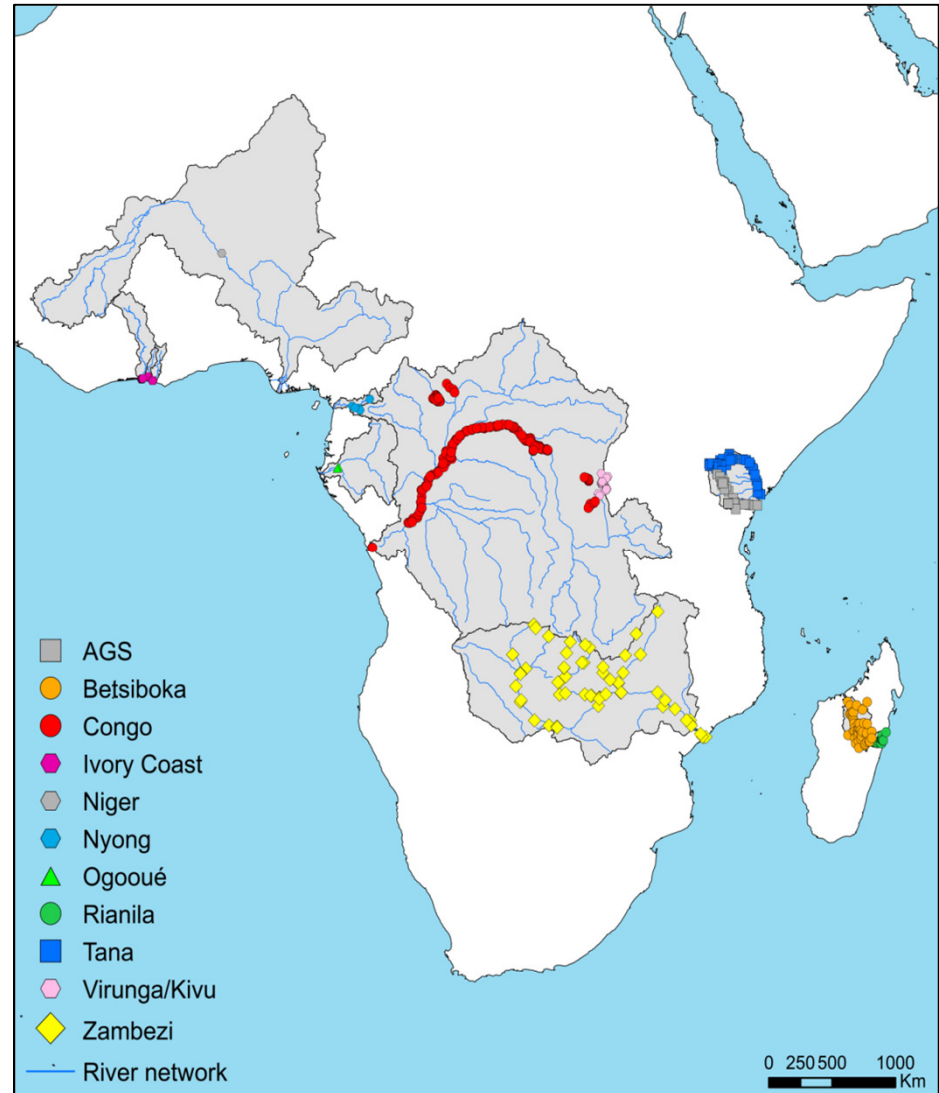 AGS
Betsiboka
Congo
Ivory Coast
Niger
Nyong
Ogooué
Rianila
Tana
Virunga/Kivu
Zambezi
River network
0 250 500 1000
Km